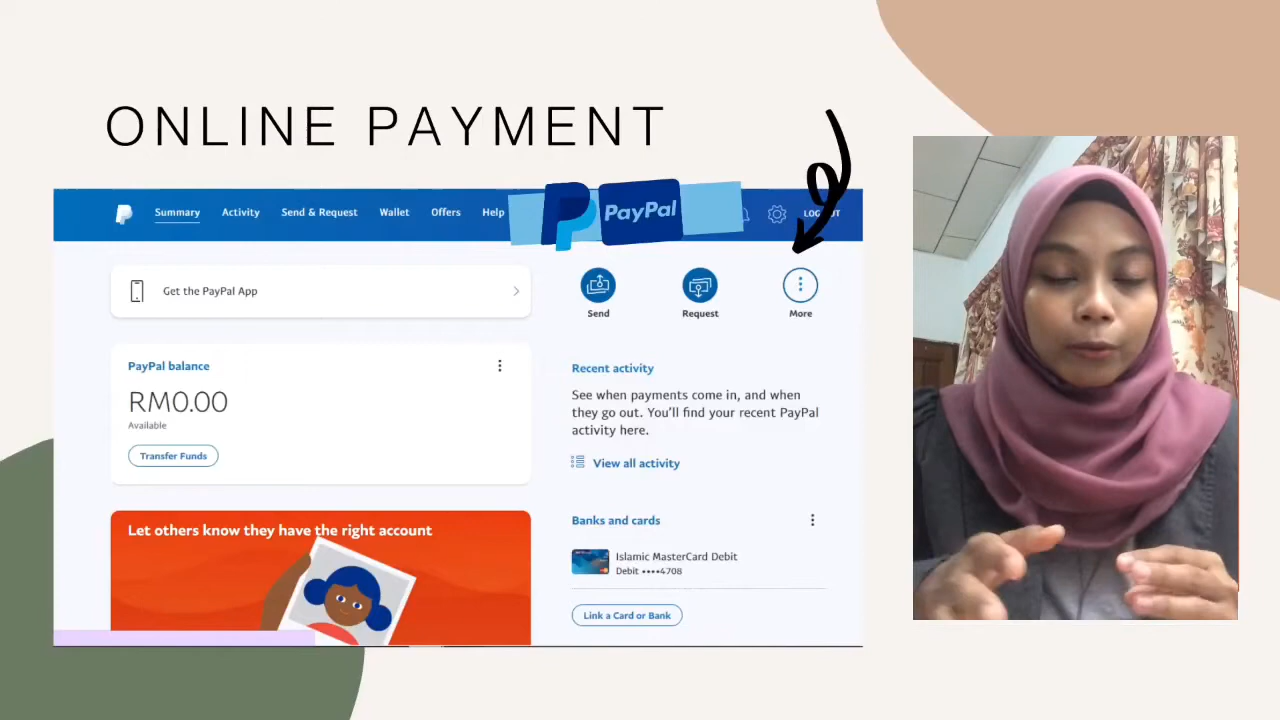 ONLINE PAYMENT
Summary Activity Send & Request Wallet Offers Help PayPal
Get the PayPal App
Send Request More
PayPal balance
RM0.00
Available
Transfer Funds
Recent activity
See when payments come in, and when
they go out. You'll find your recent PayPal
activity here.
View all activity
Let others know they have the right account
Banks and cards
Islamic MasterCard Debit
Debit ••••4708
Link a Card or Bank